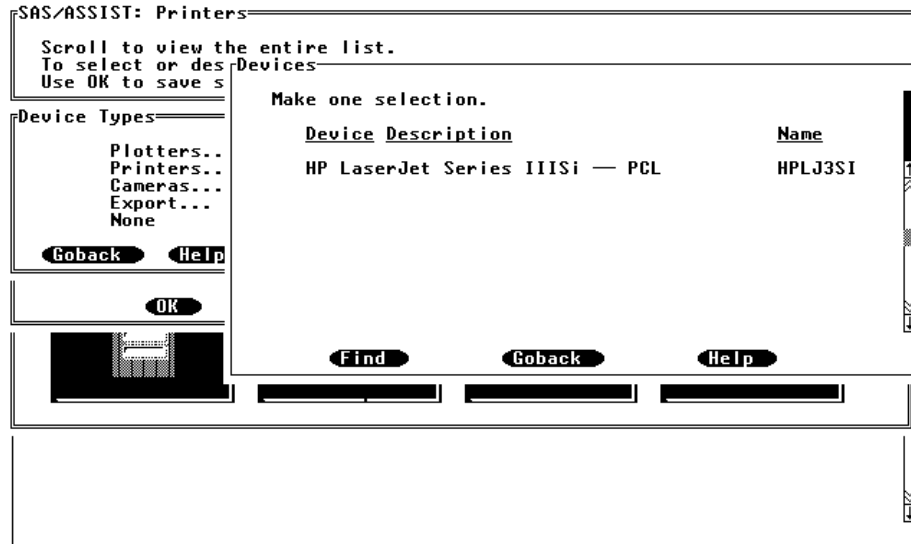 SAS/ASSIST: Printers
Scroll to view the entire list.
To select or des
Use OK to save s
Devices
Make one selection.
Device Description Name
HP LaserJet Series IIISi — PCL HPLJ3SI
Device Types
Plotters..
Printers..
Cameras...
Export...
None
Goback Help
OK
Find Goback Help